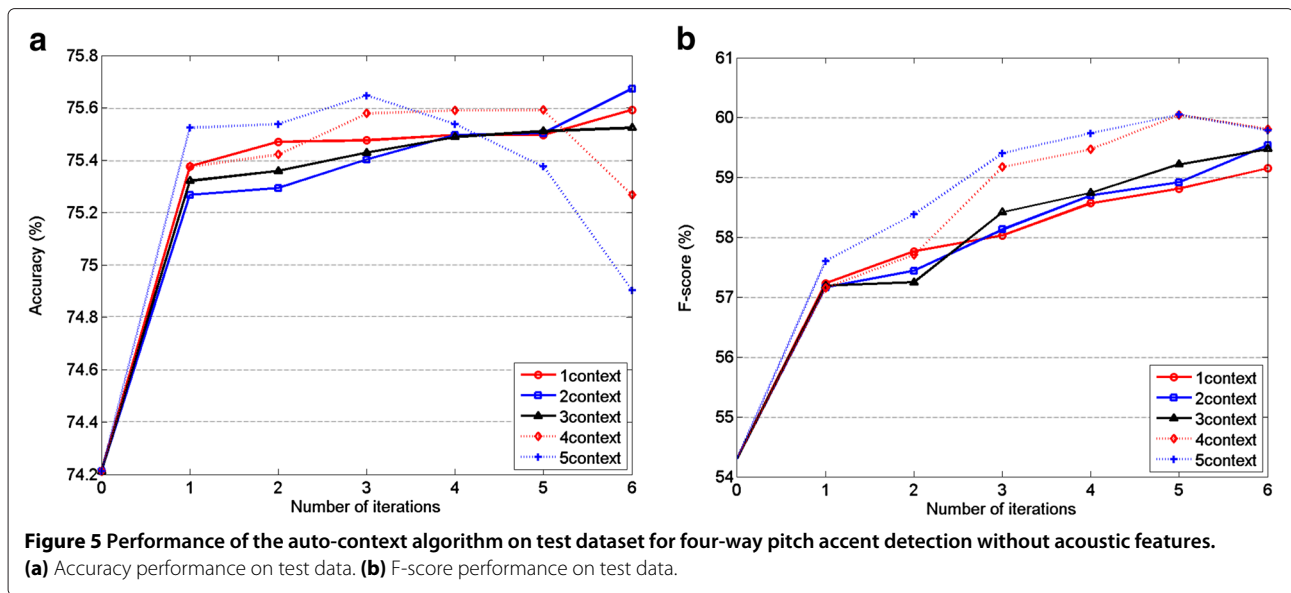 a
75.8
75.6
75.4
75.2
75
74.8
74.6
74.4
74.2
Accuracy (%)
0 1 2 3 4 5 6
Number of iterations
1context
2context
3context
4context
5context
b
61
60
59
58
57
56
55
54
F-score (%)
0 1 2 3 4 5 6
Number of iterations
1context
2context
3context
4context
5context
Figure 5 Performance of the auto-context algorithm on test dataset for four-way pitch accent detection without acoustic features.
(a) Accuracy performance on test data. (b) F-score performance on test data.